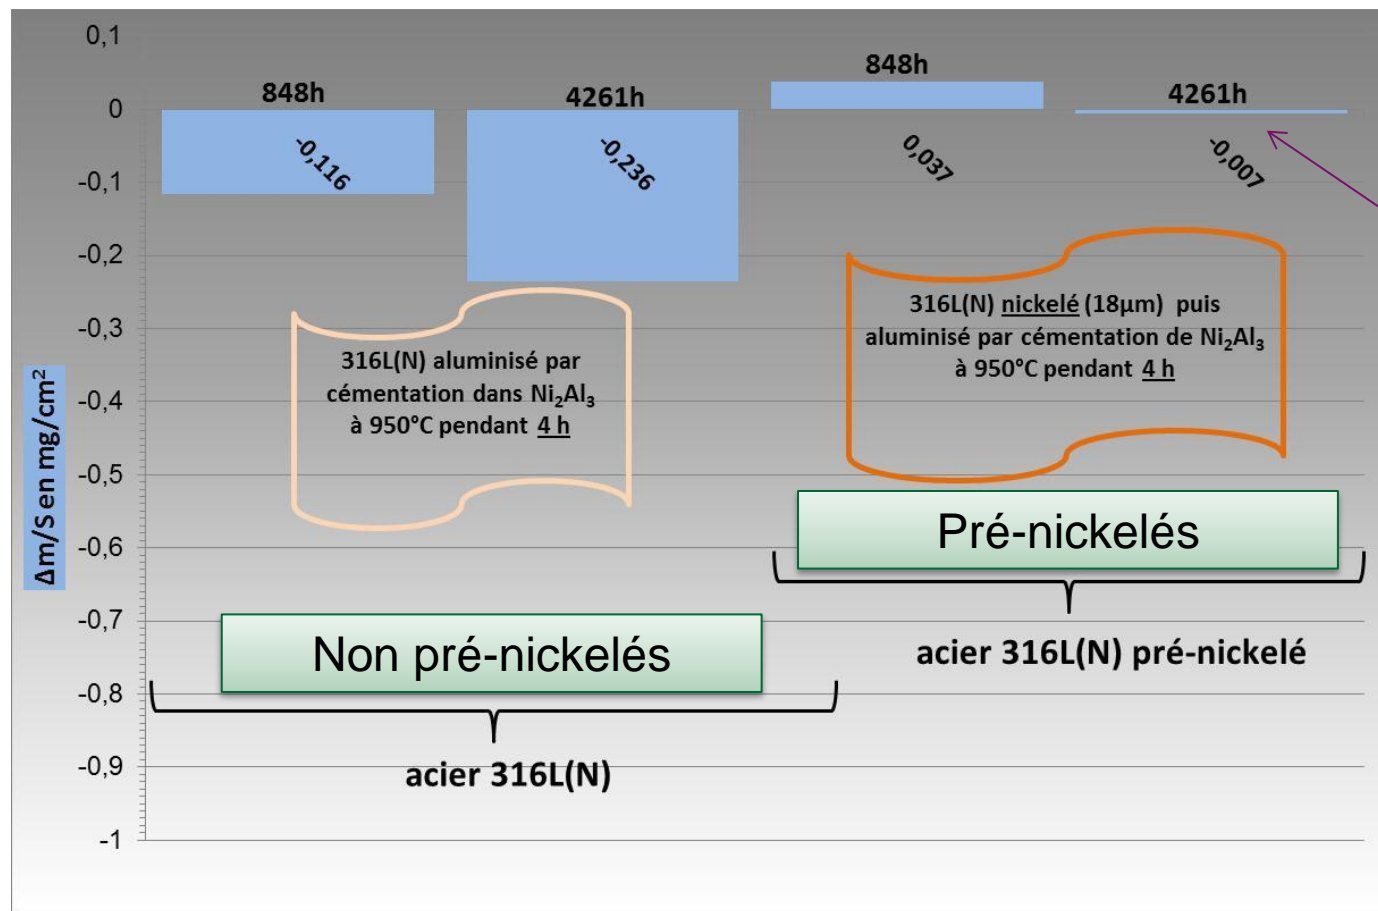 0,1
848h
848h
4261h
4261h
0
-0,116
-0,236
0,037
-0,007
-0,1
-0,2
-0,3
-0,4
-0,5
-0,6
-0,7
-0,8
-0,9
-1
Δm/S en mg/cm²
316L(N) aluminisé par
cémentation dans Ni₂Al₃
à 950°C pendant 4 h
316L(N) nickelé (18µm) puis
aluminisé par cémentation de Ni₂Al₃
à 950°C pendant 4 h
Pré-nickelés
Non pré-nickelés
acier 316L(N) pré-nickelé
acier 316L(N)